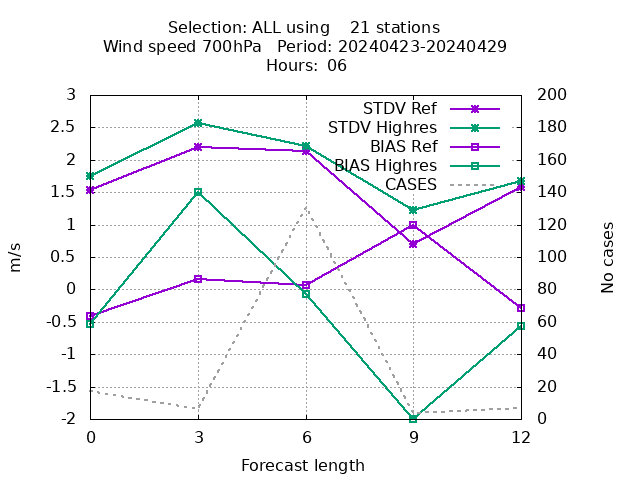 Selection: ALL using    21 stations
Wind speed 700hPa   Period: 20240423-20240429
Hours: 06
STDV Ref
STDV Highres
BIAS Ref
BIAS Highres
CASES
3
2.5
2
1.5
1
0.5
0
-0.5
-1
-1.5
-2
200
180
160
140
120
100
80
60
40
20
0
m/s
No cases
0 3 6 9 12
Forecast length